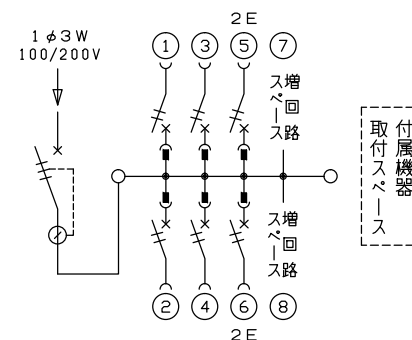 2E
1φ3W
100/200V
1 3 5 7
増回路
スペース
付属機器
取付スペース
増回路
スペース
2 4 6 8
2E